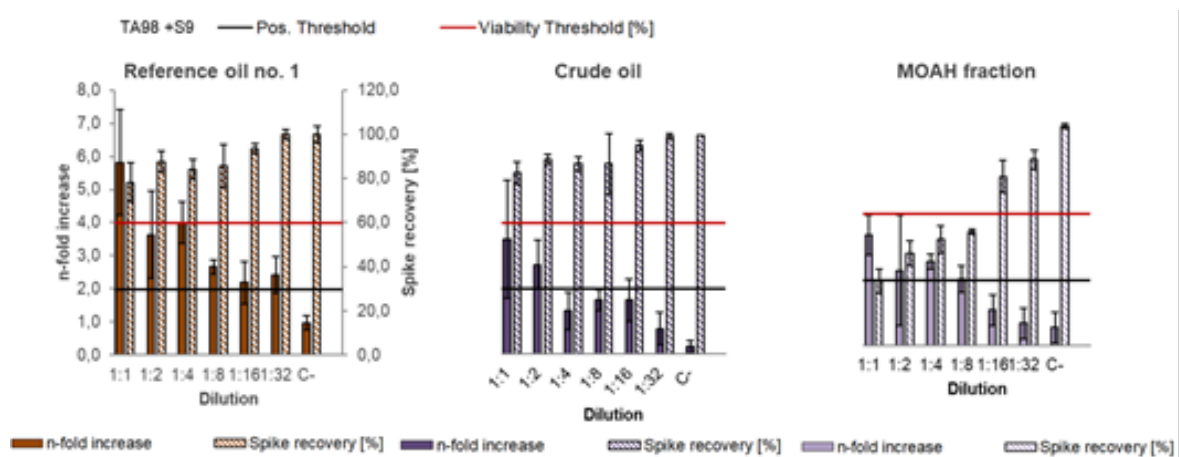 TA98 +S9 Pos. Threshold Viability Threshold [%]
Reference oil no. 1 Crude oil MOAH fraction
8,0 120,0
7,0
100,0
6,0
5,0 80,0
4,0 60,0
3,0
40,0
2,0
20,0
1,0
0,0 0,0
n-fold increase
Spike recovery [%]
1:1 1:2 1:4 1:8 1:16 1:32 C-
Dilution
1:1 1:2 1:4 1:8 1:16 1:32 C-
Dilution
1:1 1:2 1:4 1:8 1:16 1:32 C-
Dilution
n-fold increase Spike recovery [%] n-fold increase Spike recovery [%] n-fold increase Spike recovery [%]